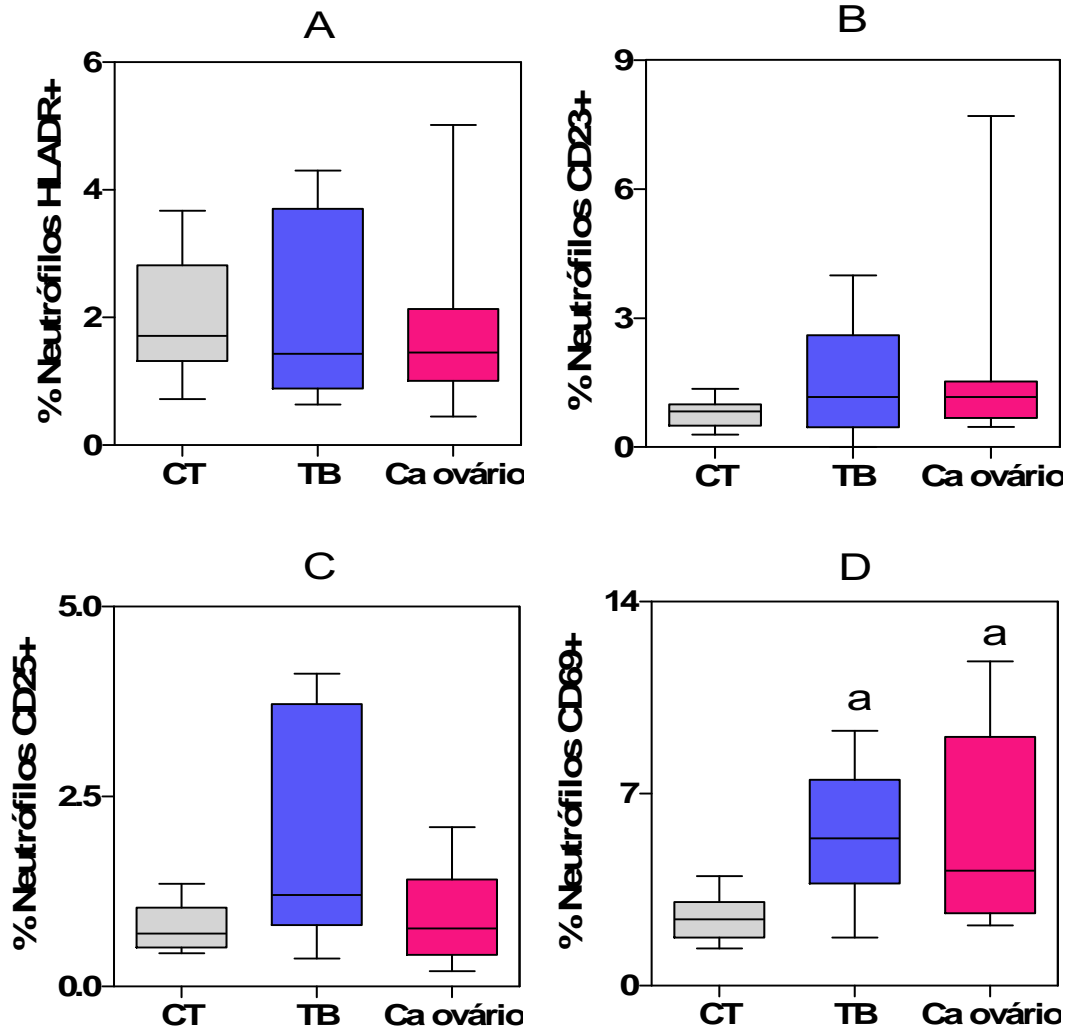 A
% Neutrófilos HLADR+
6
4
2
0
CT TB Ca ovário
B
% Neutrófilos CD23+
9
6
3
0
CT TB Ca ovário
C
% Neutrófilos CD25+
5.0
2.5
0.0
CT TB Ca ovário
D
% Neutrófilos CD69+
14
7
0
a
a
CT TB Ca ovário